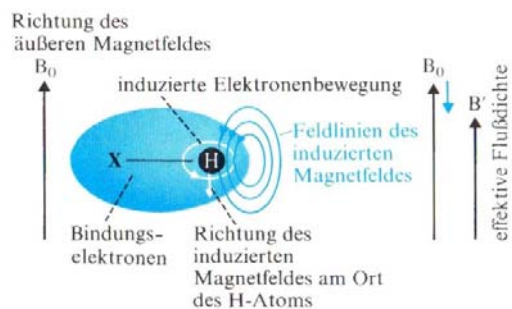 Richtung des
äußeren Magnetfeldes
B₀
induzierte Elektronenbewegung
X
H
Feldlinien des
induzierten
Magnetfeldes
Bindungs-
elektronen
Richtung des
induzierten
Magnetfeldes am Ort
des H-Atoms
B₀
B'
effektive Flußdichte